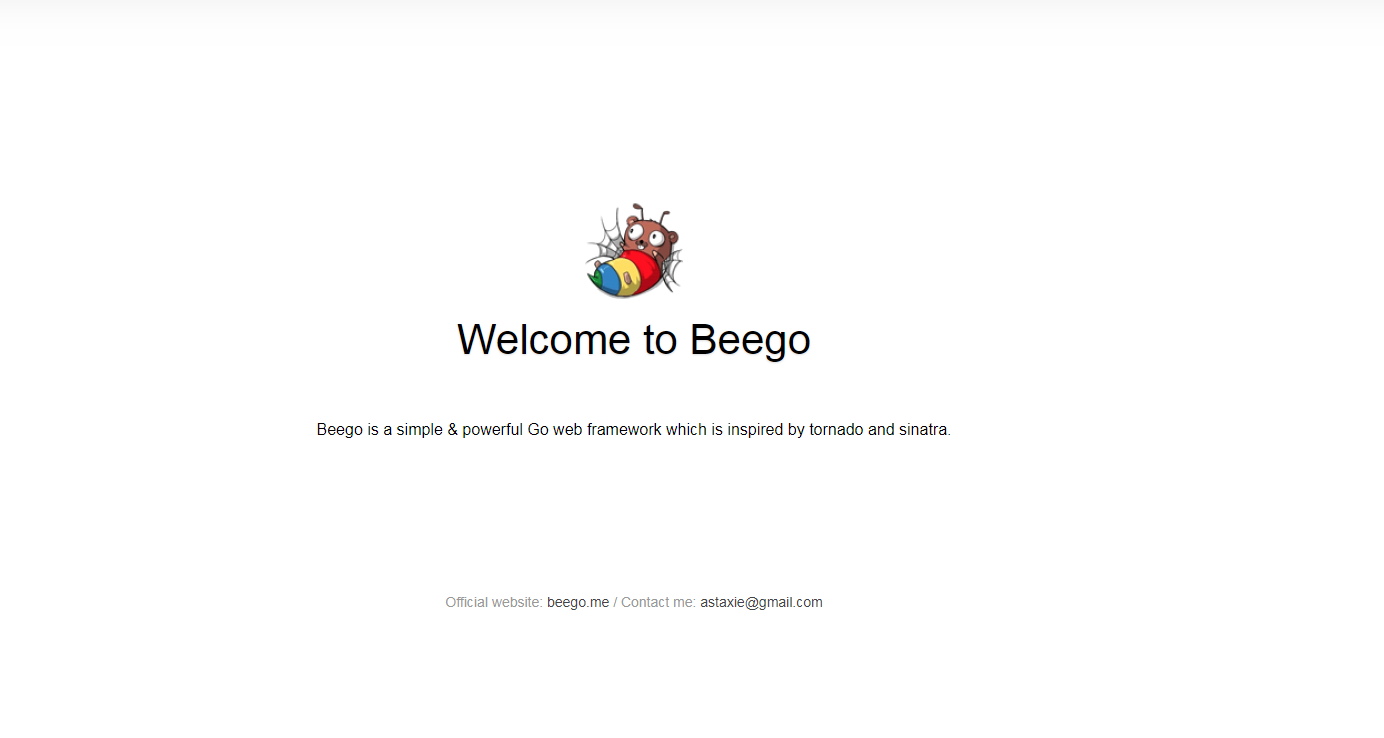 Welcome to Beego
Beego is a simple & powerful Go web framework which is inspired by tornado and sinatra.
Official website: beego.me / Contact me: astaxie@gmail.com